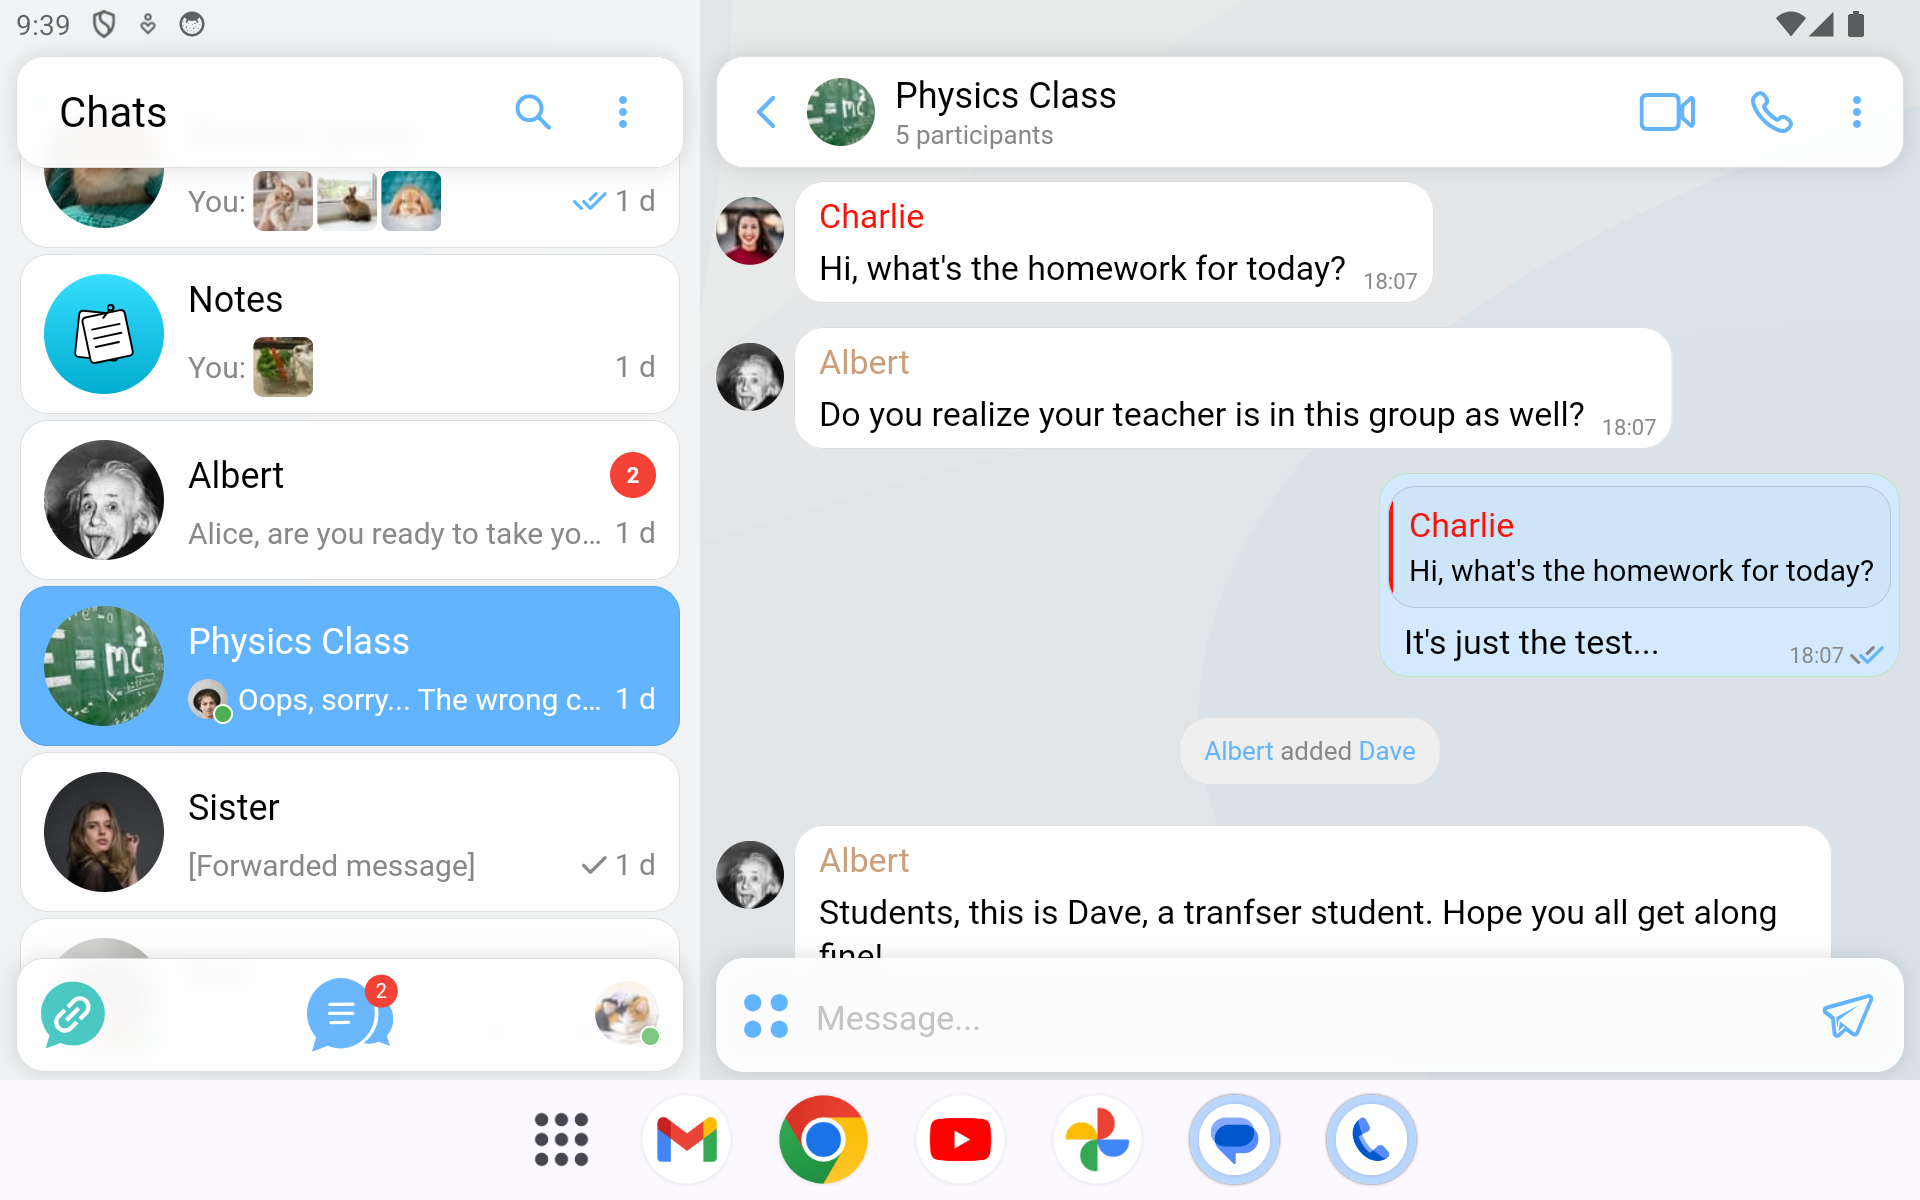 9:39
Chats
You:
1 d
Notes
You:
1 d
Albert
2
Alice, are you ready to take yo...
1 d
= mc²
Physics Class
Oops, sorry... The wrong c...
1 d
Sister
[Forwarded message]
1 d
2
= mc
Physics Class
5 participants
Charlie
Hi, what's the homework for today?
18:07
Albert
Do you realize your teacher is in this group as well?
18:07
Charlie
Hi, what's the homework for today?
It's just the test...
18:07
Albert added Dave
Albert
Students, this is Dave, a tranfser student. Hope you all get along
fine!
Message...